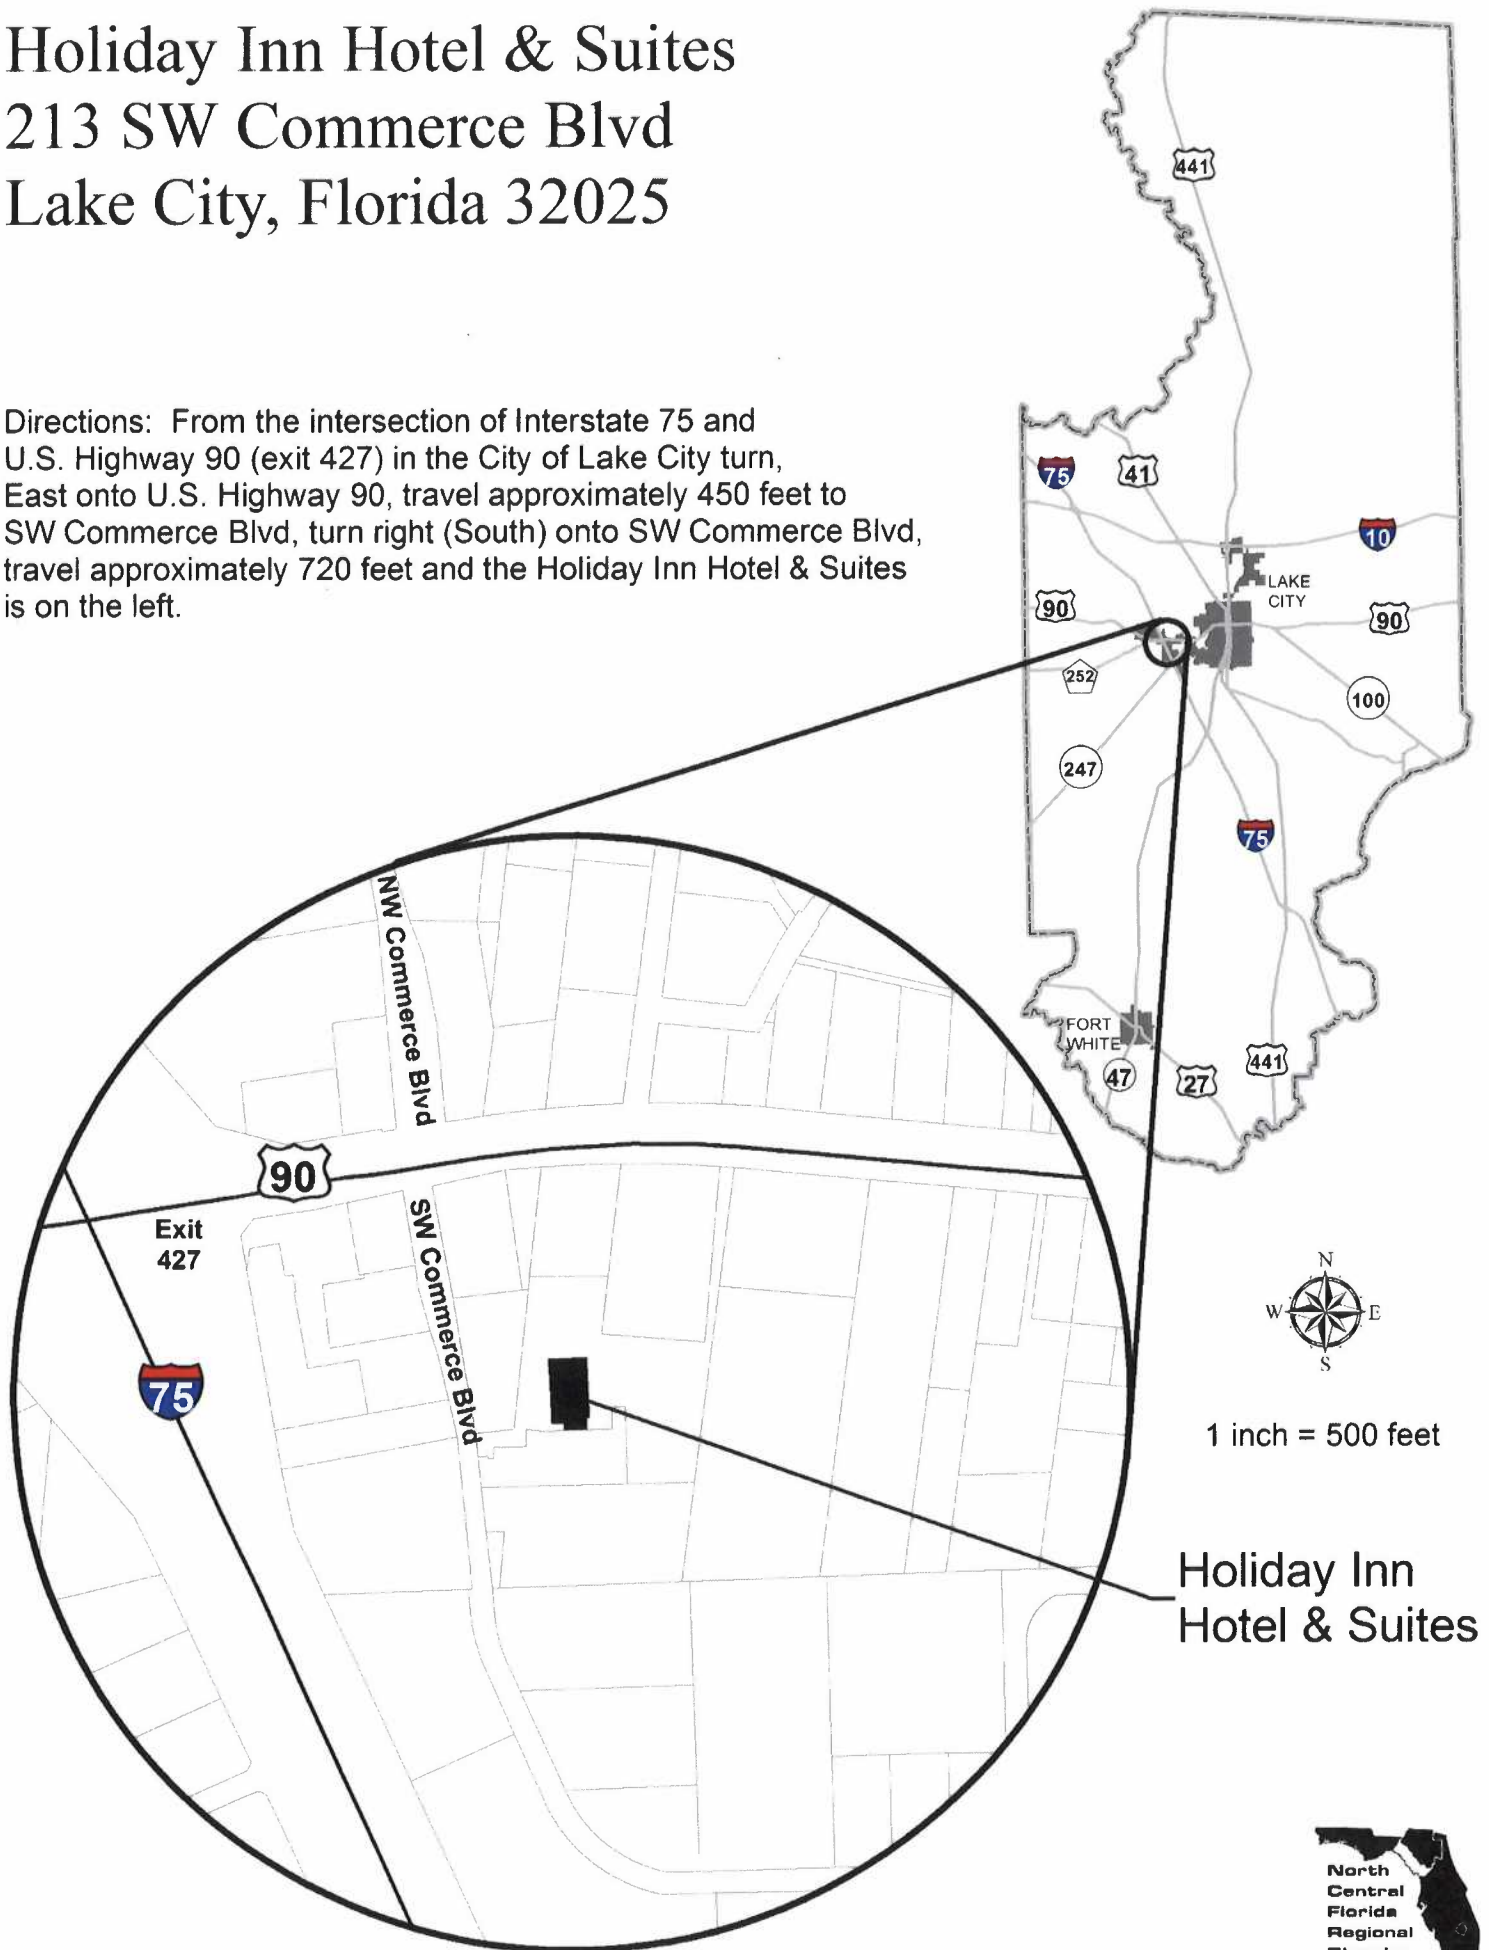 Holiday Inn Hotel & Suites
213 SW Commerce Blvd
Lake City, Florida 32025
Directions: From the intersection of Interstate 75 and
U.S. Highway 90 (exit 427) in the City of Lake City turn,
East onto U.S. Highway 90, travel approximately 450 feet to
SW Commerce Blvd, turn right (South) onto SW Commerce Blvd,
travel approximately 720 feet and the Holiday Inn Hotel & Suites
is on the left.
441
75
41
10
LAKE
CITY
90
90
252
100
247
75
FORT
WHITE
47
27
441
NW Commerce Blvd
90
Exit
427
SW Commerce Blvd
75
N
W
E
S
1 inch = 500 feet
Holiday Inn
Hotel & Suites
North
Central
Florida
Regional